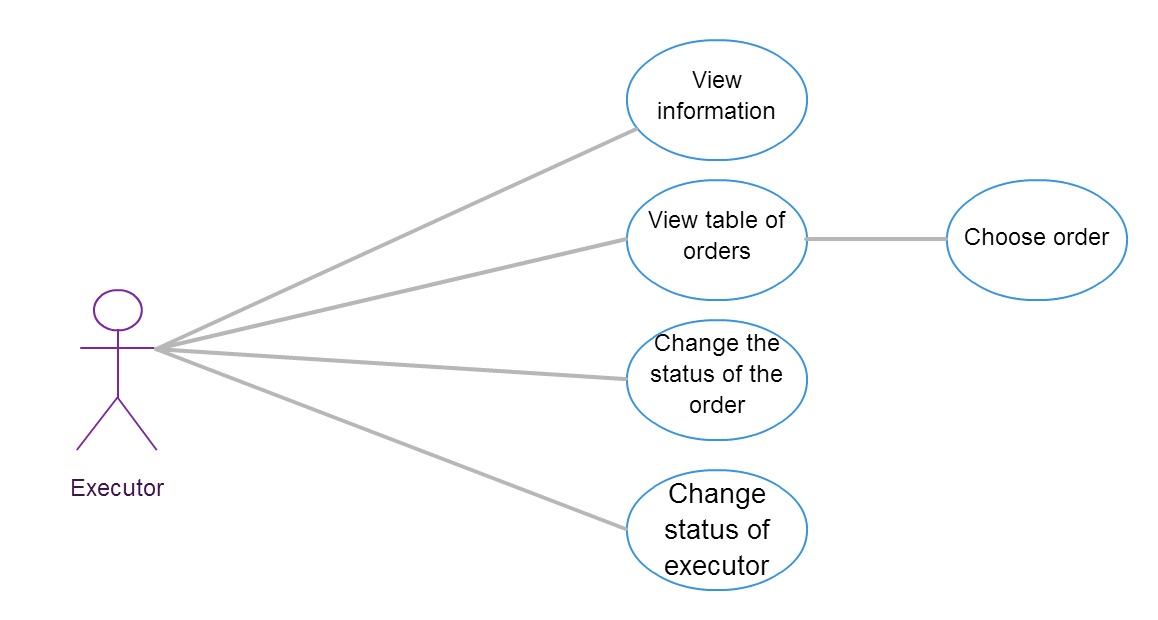 View
information
View table of
orders
Choose order
Change the
status of the
order
Executor
Change
status of
executor